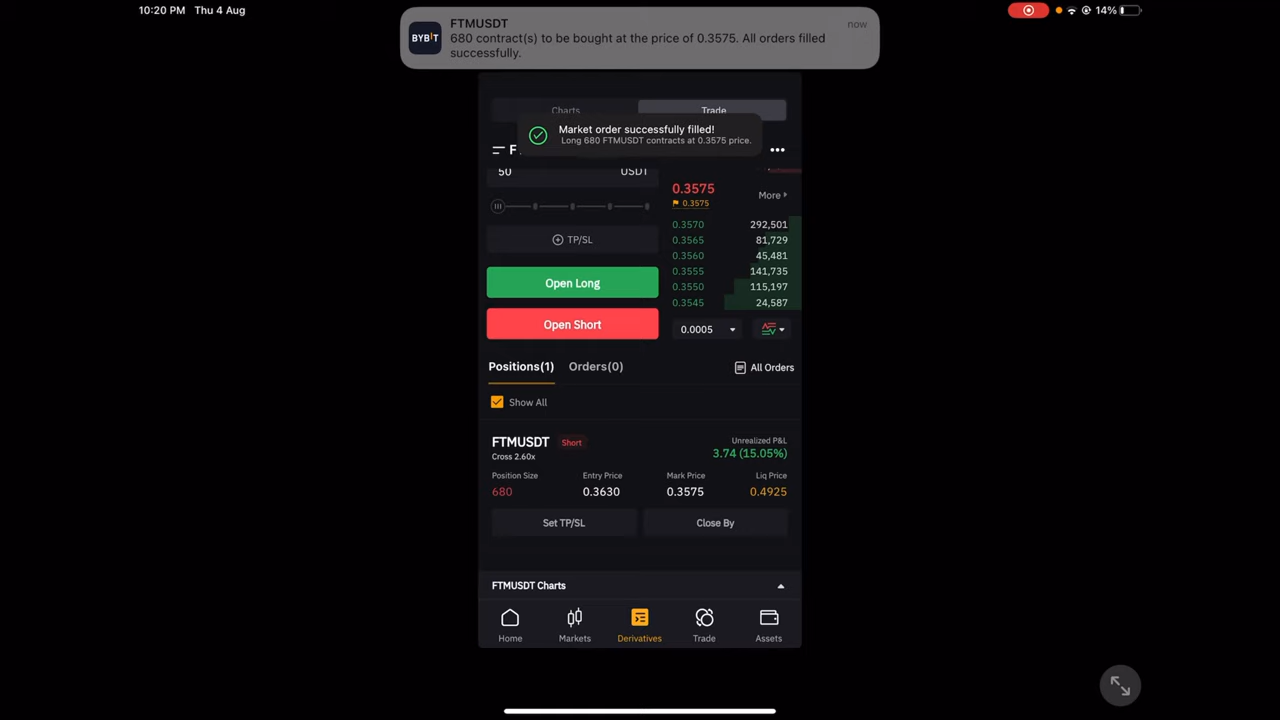 10:20 PM Thu 4 Aug
14%
BYBIT
FTMUSDT
now
680 contract(s) to be bought at the price of 0.3575. All orders filled
successfully.
Charts
Trade
Market order successfully filled!
Long 680 FTMUSDT contracts at 0.3575 price.
F
50
USDT
0.3575
0.3575
More
TP/SL
0.3570 292,501
0.3565 81,729
0.3560 45,481
0.3555 141,735
0.3550 115,197
0.3545 24,587
Open Long
Open Short
0.0005
Positions(1)
Orders(0)
All Orders
Show All
FTMUSDT Short
Cross 2.60x
Unrealized P&L
3.74 (15.05%)
Position Size Entry Price Mark Price Liq Price
680 0.3630 0.3575 0.4925
Set TP/SL
Close By
FTMUSDT Charts
Home Markets Derivatives Trade Assets